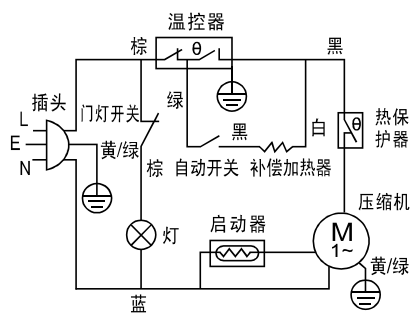 温控器
棕
θ
黑
插头
L
E
N
门灯开关
黄/绿
绿
黑
棕
自动开关
补偿加热器
白
θ
热保
护器
灯
启动器
压缩机
M
1~
黄/绿
蓝